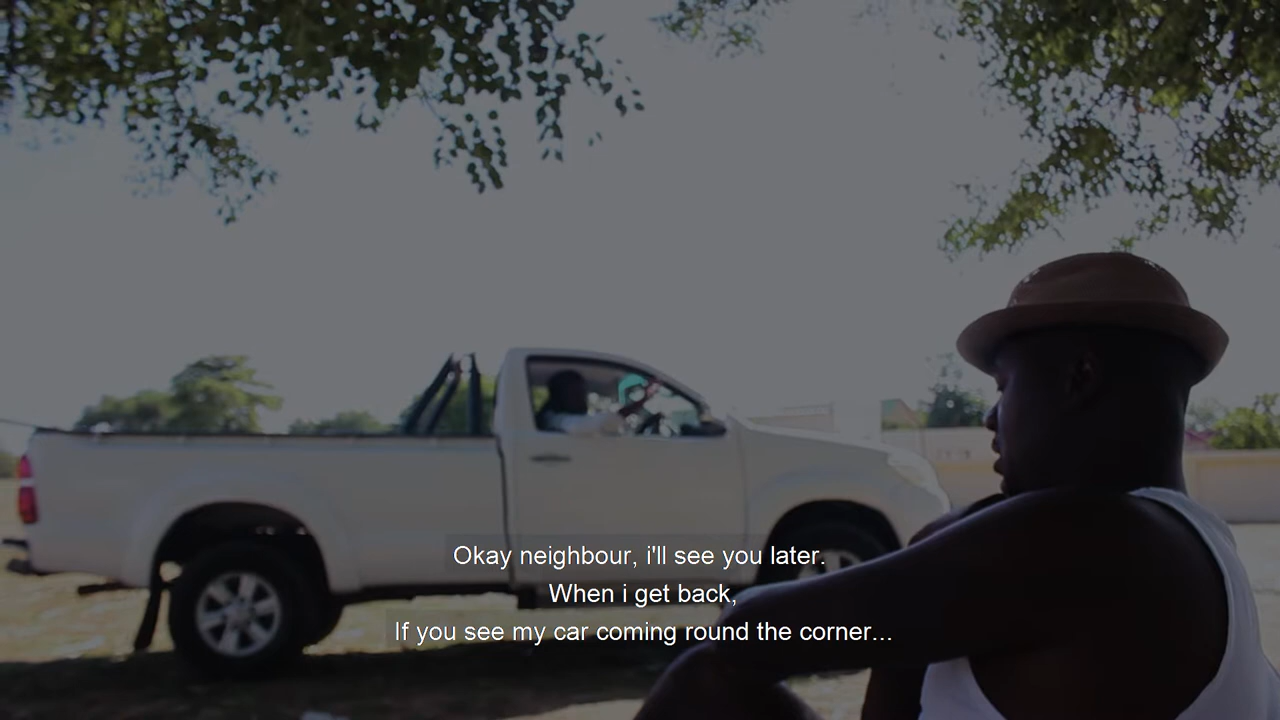 Okay neighbour, i'll see you later.
When i get back,
If you see my car coming round the corner...